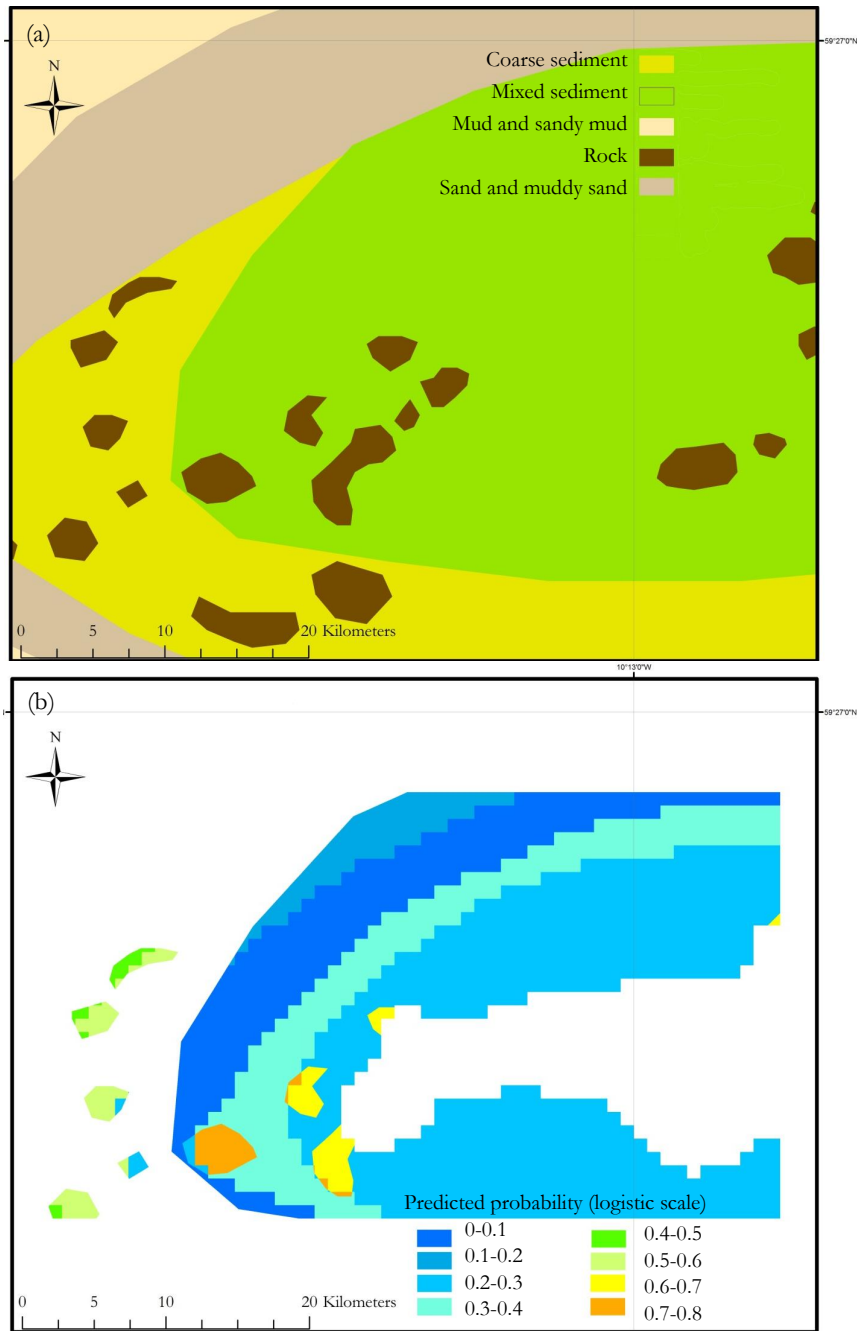 (a)
59°27'0"N
N
Coarse sediment
Mixed sediment
Mud and sandy mud
Rock
Sand and muddy sand
0 5 10 20 Kilometers
10°13'0"W
(b)
59°27'0"N
N
Predicted probability (logistic scale)
0-0.1 0.4-0.5
0.1-0.2 0.5-0.6
0.2-0.3 0.6-0.7
0.3-0.4 0.7-0.8
0 5 10 20 Kilometers